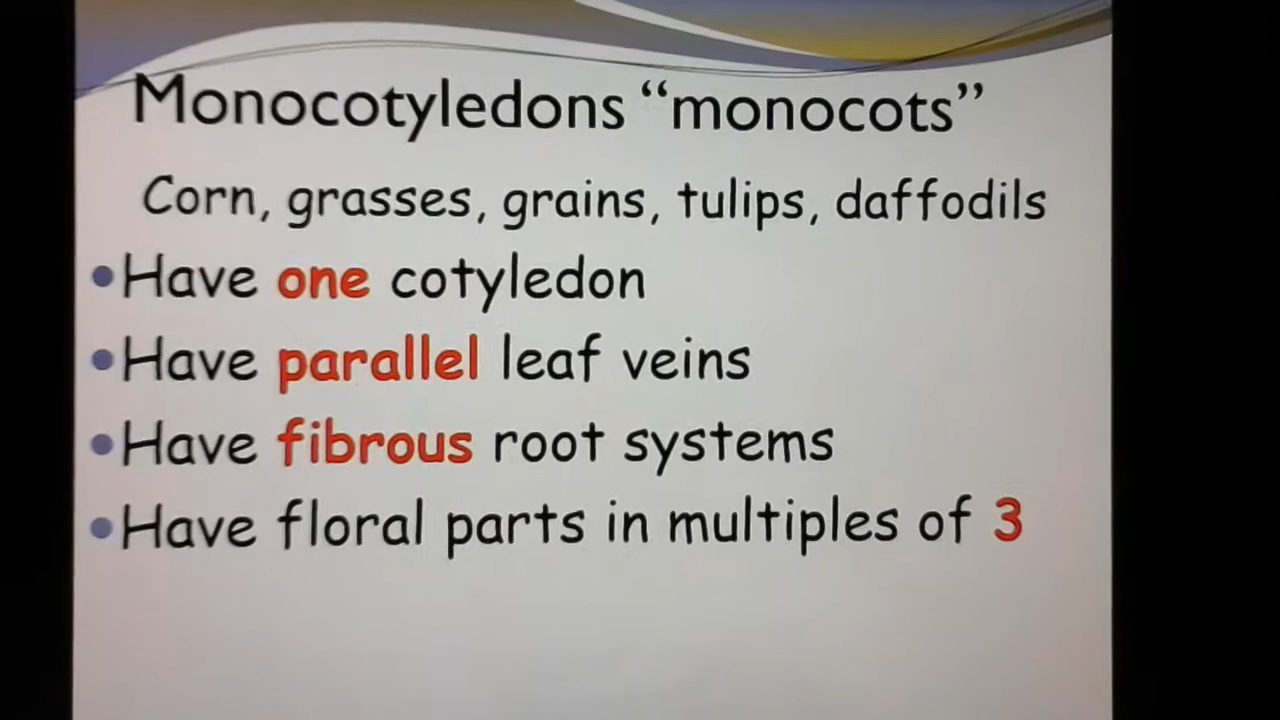 Monocotyledons “monocots”
Corn, grasses, grains, tulips, daffodils
•Have one cotyledon
•Have parallel leaf veins
•Have fibrous root systems
•Have floral parts in multiples of 3